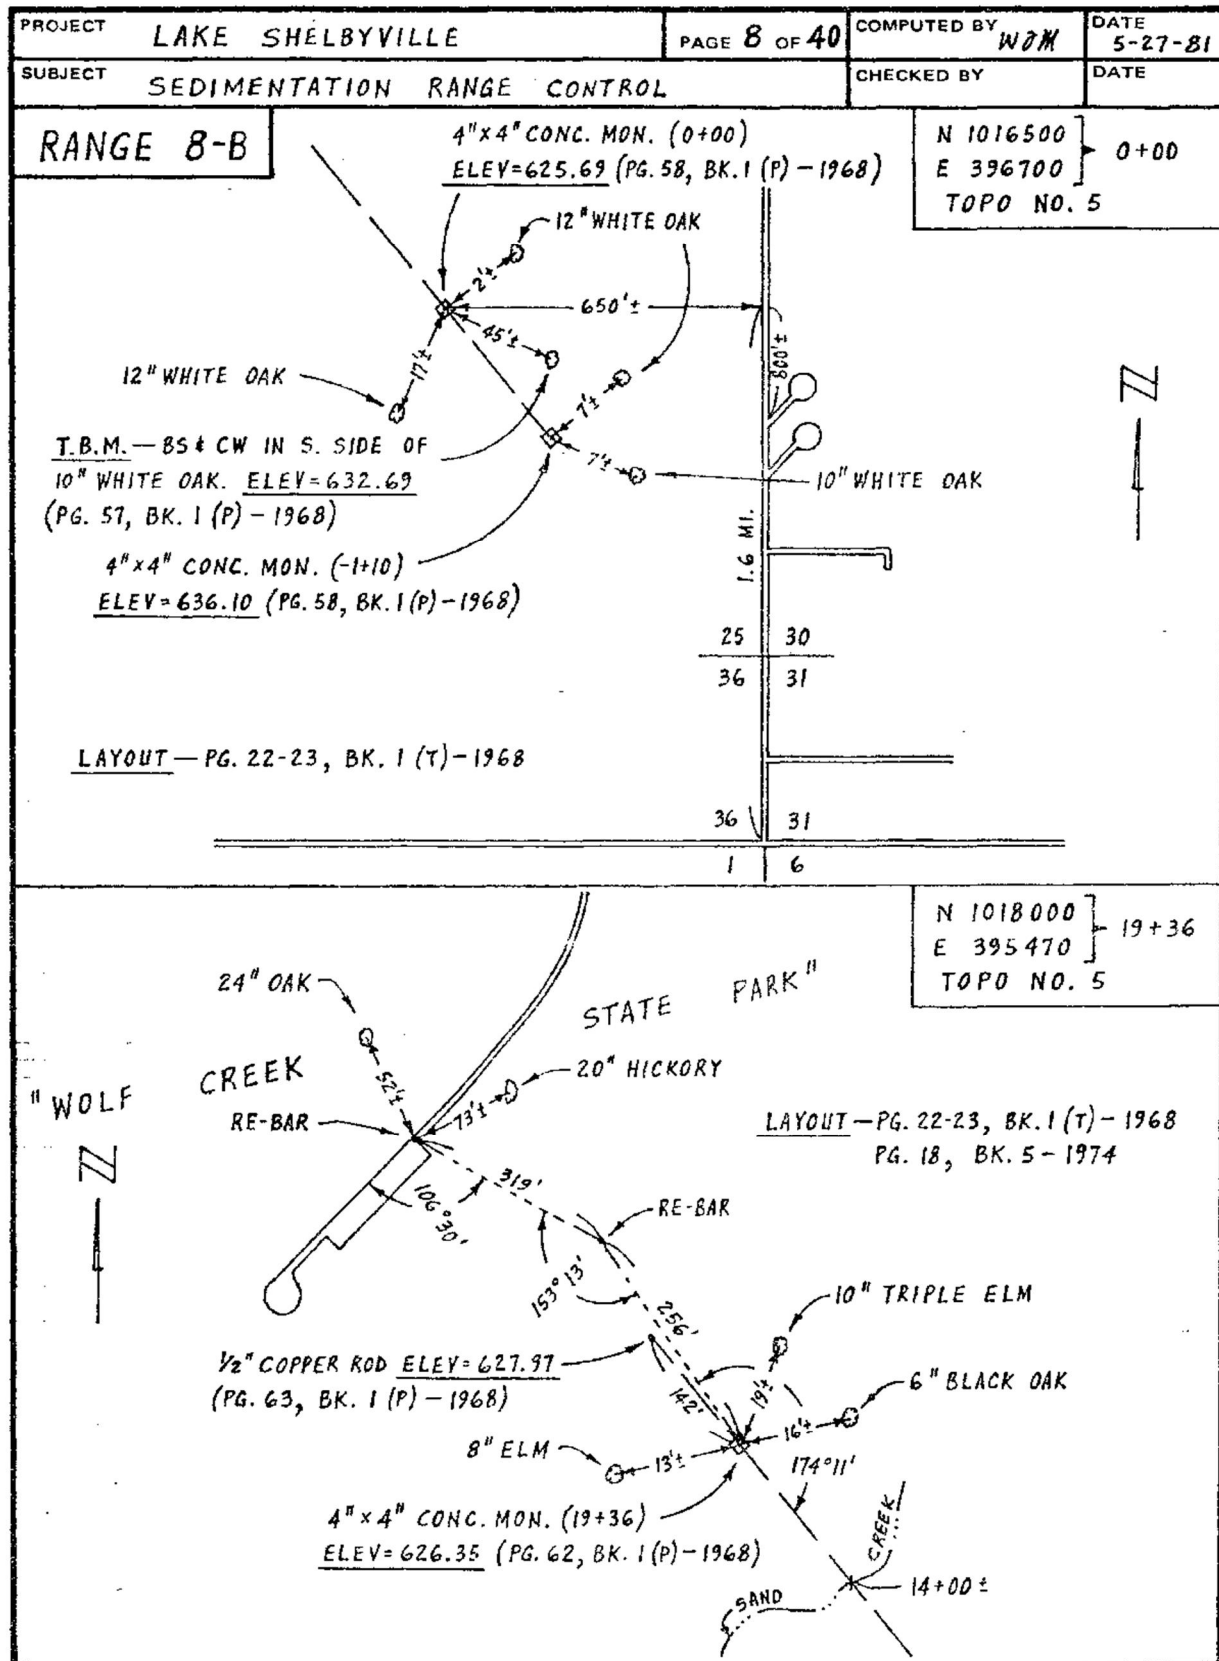 PROJECT LAKE SHELBYVILLE
PAGE 8 OF 40
COMPUTED BY WJM
DATE 5-27-81
SUBJECT SEDIMENTATION RANGE CONTROL
CHECKED BY
DATE
RANGE 8-B
4"x4" CONC. MON. (0+00)
ELEV=625.69 (PG. 58, BK. 1 (P) - 1968)
N 1016500
E 396700
0+00
TOPO NO. 5
12" WHITE OAK
2'±
650'±
45'±
17'±
800'±
12" WHITE OAK
7'±
T.B.M. - BS & CW IN S. SIDE OF
10" WHITE OAK. ELEV=632.69
(PG. 57, BK. 1 (P) - 1968)
7'±
10" WHITE OAK
4"x4" CONC. MON. (-1+10)
ELEV=636.10 (PG. 58, BK. 1 (P) - 1968)
1.6 MI.
25 30
36 31
LAYOUT - PG. 22-23, BK. 1 (T) - 1968
36 31
1 6
N 1018000
E 395470
19+36
TOPO NO. 5
24" OAK
"WOLF CREEK STATE PARK"
52'±
20" HICKORY
73'±
RE-BAR
LAYOUT - PG. 22-23, BK. 1 (T) - 1968
PG. 18, BK. 5 - 1974
N
319'
106°30'
RE-BAR
153°13'
256'
10" TRIPLE ELM
1/2" COPPER ROD ELEV=627.97
(PG. 63, BK. 1 (P) - 1968)
142'
19'±
6" BLACK OAK
16'±
8" ELM
13'±
174°11'
4"x4" CONC. MON. (19+36)
ELEV=626.35 (PG. 62, BK. 1 (P) - 1968)
SAND CREEK
14+00±